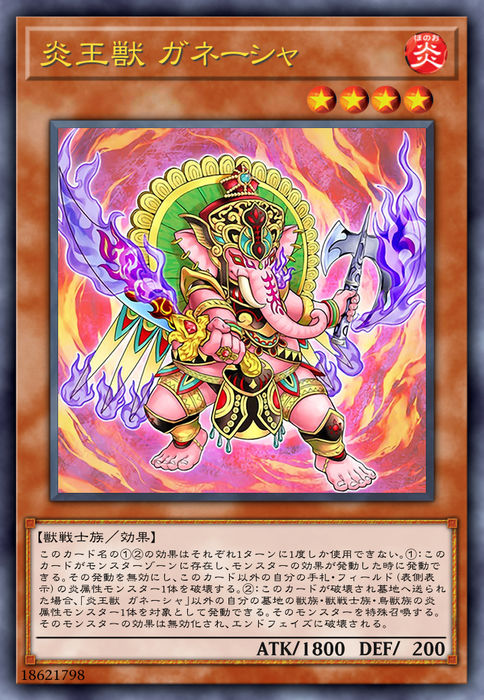 炎王獣 ガネーシャ
ほのお
炎
【獣戦士族/効果】
このカード名の①②の効果はそれぞれ1ターンに1度しか使用できない。①:この
カードがモンスターゾーンに存在し、モンスターの効果が発動した時に発動で
きる。その発動を無効にし、このカード以外の自分の手札・フィールド(表側表
示)の炎属性モンスター1体を破壊する。②:このカードが破壊され墓地へ送られ
た場合、「炎王獣 ガネーシャ」以外の自分の墓地の獣族・獣戦士族・鳥獣族の炎
属性モンスター1体を対象として発動できる。そのモンスターを特殊召喚する。
そのモンスターの効果は無効化され、エンドフェイズに破壊される。
ATK/1800 DEF/ 200
18621798